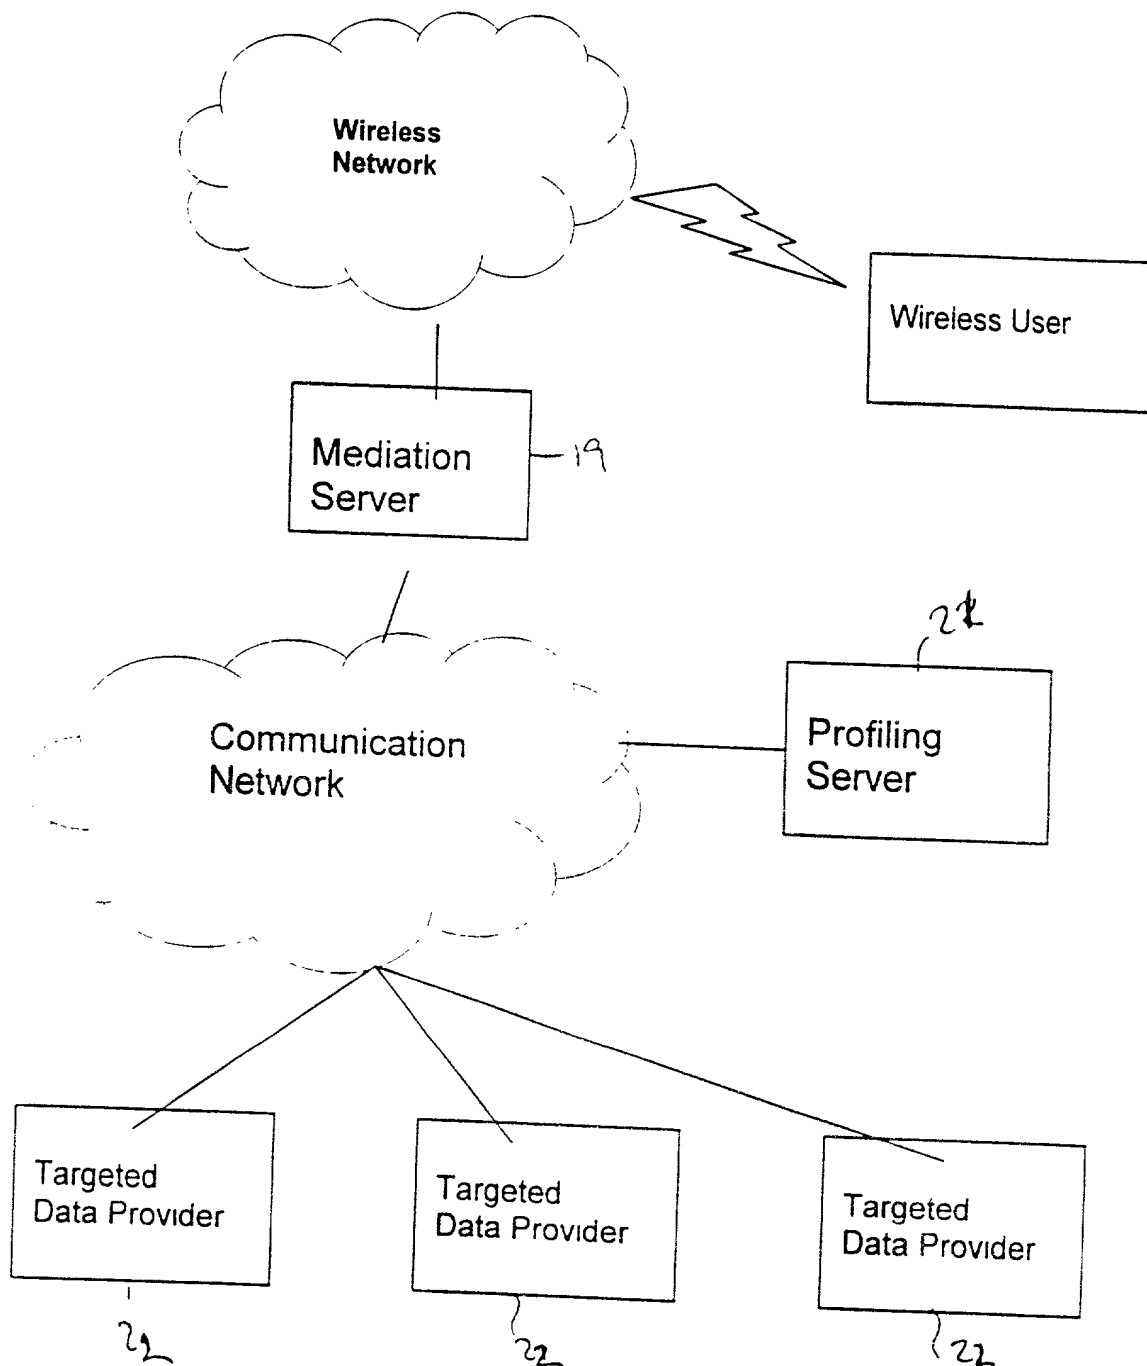 Wireless
Network
Wireless User
Mediation
Server
19
Communication
Network
Profiling
Server
Targeted
Data Provider
Targeted
Data Provider
Targeted
Data Provider
22
22
22